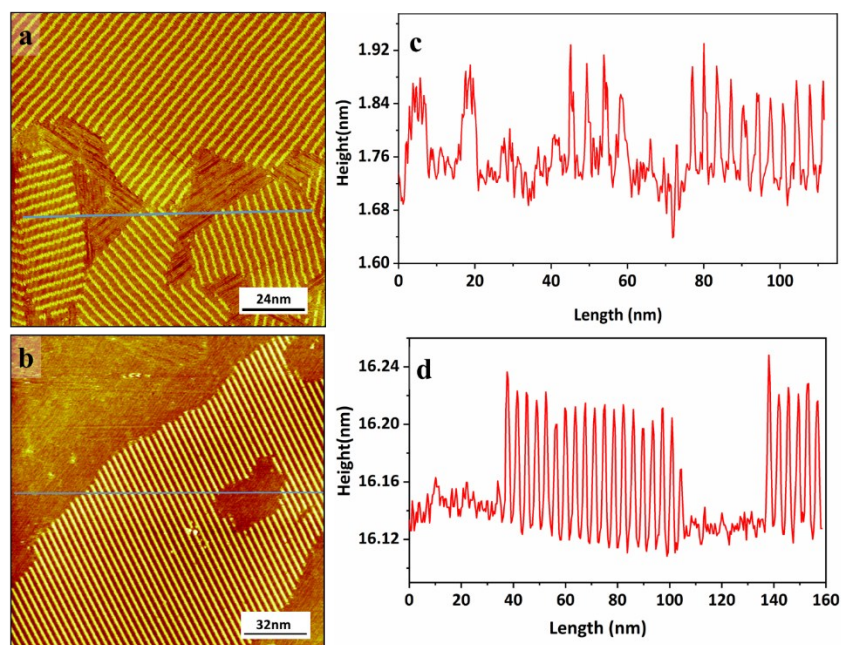 a
24nm
c
Height(nm)
1.92
1.84
1.76
1.68
1.60
0 20 40 60 80 100
Length (nm)
b
32nm
d
Height(nm)
16.24
16.20
16.16
16.12
0 20 40 60 80 100 120 140 160
Length (nm)